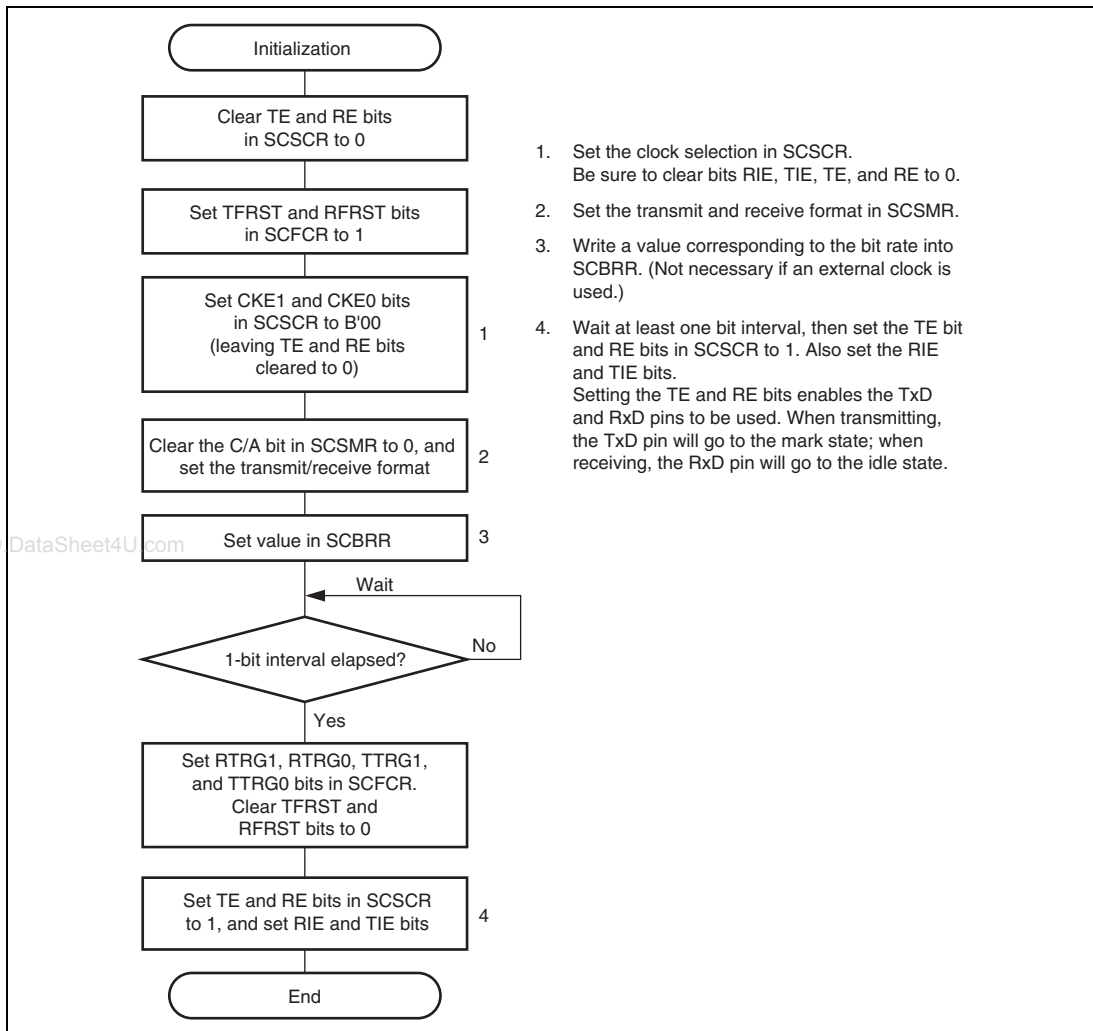 Initialization
Clear TE and RE bits
in SCSCR to 0
Set TFRST and RFRST bits
in SCFCR to 1
Set CKE1 and CKE0 bits
in SCSCR to B'00
(leaving TE and RE bits
cleared to 0)
1
Clear the C/A bit in SCSMR to 0, and
set the transmit/receive format
2
Set value in SCBRR
3
.DataSheet4U.com
Wait
1-bit interval elapsed?
No
Yes
Set RTRG1, RTRG0, TTRG1,
and TTRG0 bits in SCFCR.
Clear TFRST and
RFRST bits to 0
Set TE and RE bits in SCSCR
to 1, and set RIE and TIE bits
4
End
1. Set the clock selection in SCSCR.
Be sure to clear bits RIE, TIE, TE, and RE to 0.
2. Set the transmit and receive format in SCSMR.
3. Write a value corresponding to the bit rate into
SCBRR. (Not necessary if an external clock is
used.)
4. Wait at least one bit interval, then set the TE bit
and RE bits in SCSCR to 1. Also set the RIE
and TIE bits.
Setting the TE and RE bits enables the TxD
and RxD pins to be used. When transmitting,
the TxD pin will go to the mark state; when
receiving, the RxD pin will go to the idle state.